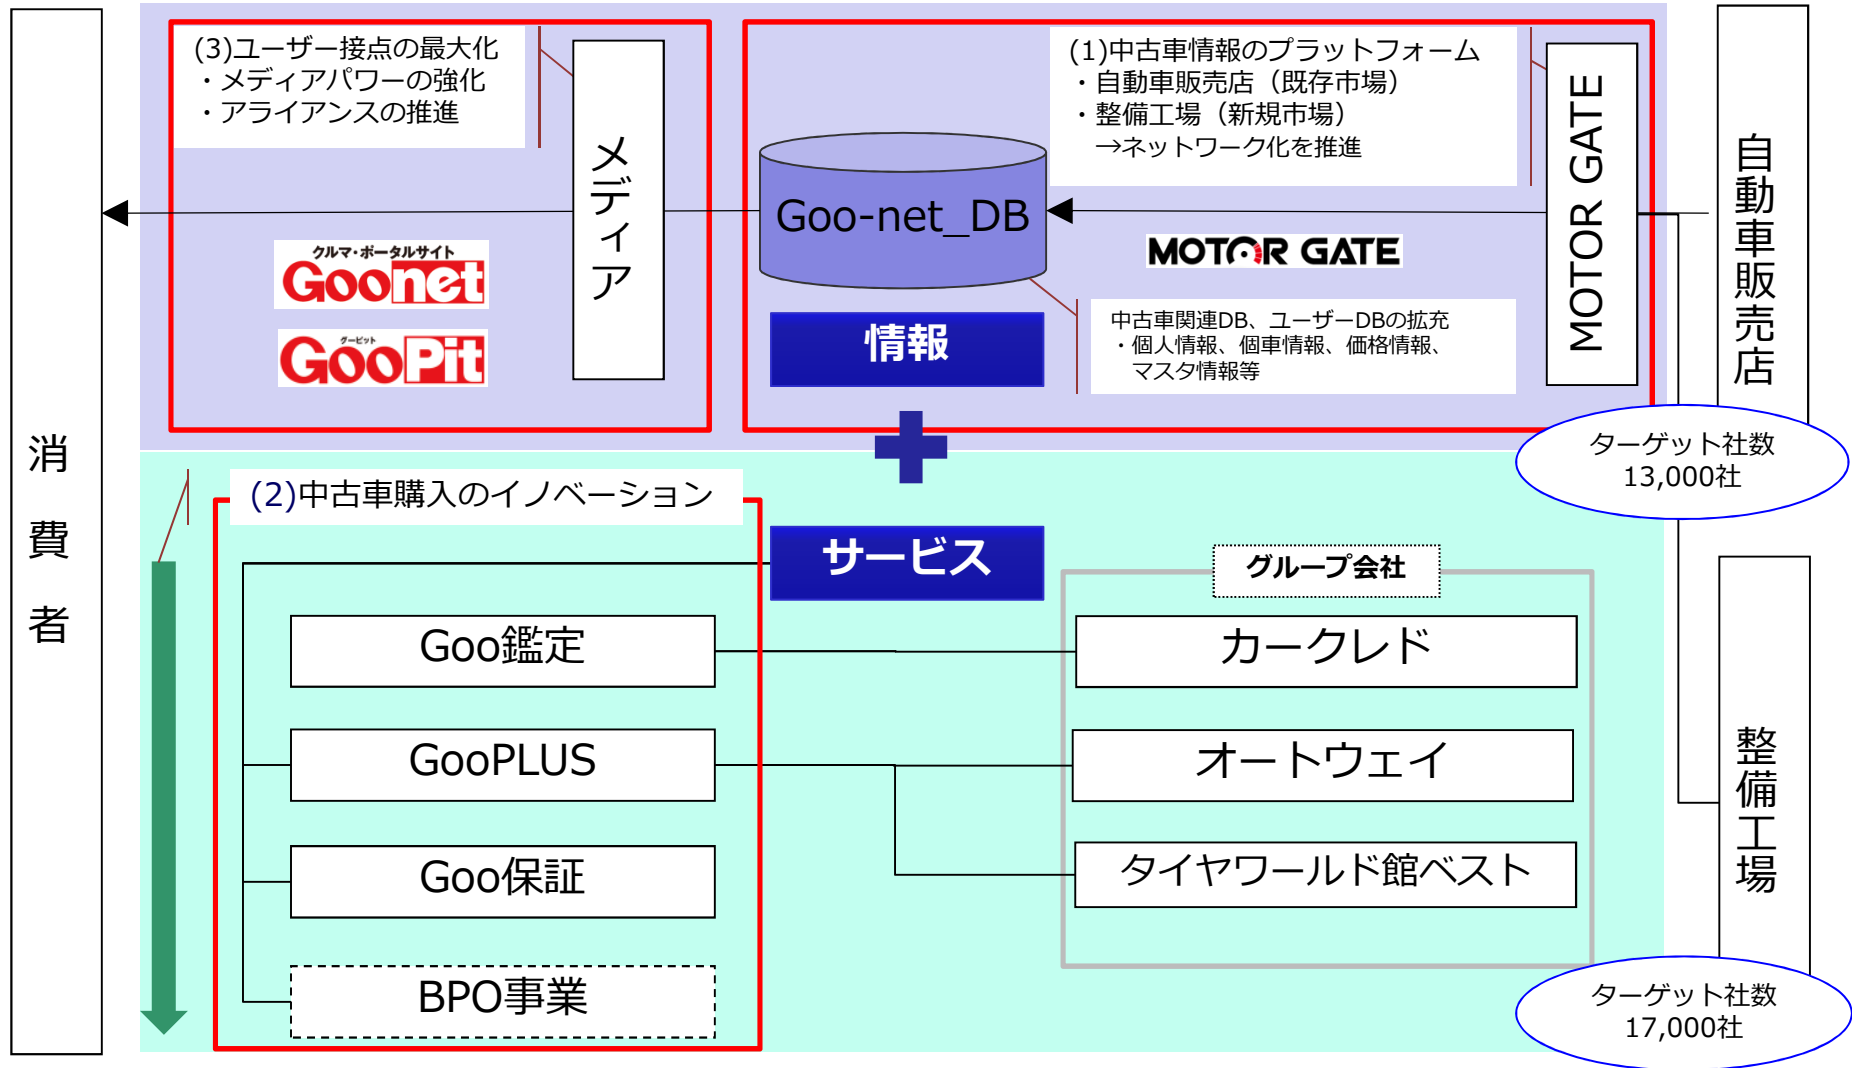 (3)ユーザー接点の最大化
・メディアパワーの強化
・アライアンスの推進
メディア
(1)中古車情報のプラットフォーム
・自動車販売店（既存市場）
・整備工場（新規市場）
→ネットワーク化を推進
MOTOR GATE
自動車販売店
Goo-net_DB
クルマ・ポータルサイト
Goonet
グーピット
GooPit
MOTOR GATE
情報
中古車関連DB、ユーザーDBの拡充
・個人情報、個車情報、価格情報、
マスタ情報等
ターゲット社数
13,000社
消費者
(2)中古車購入のイノベーション
サービス
グループ会社
Goo鑑定
カークレド
GooPLUS
オートウェイ
Goo保証
タイヤワールド館ベスト
BPO事業
整備工場
ターゲット社数
17,000社